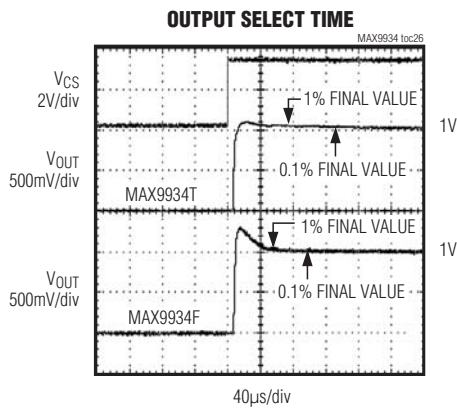 OUTPUT SELECT TIME
MAX9934 toc26
VCS
2V/div
1% FINAL VALUE
1V
VOUT
500mV/div
0.1% FINAL VALUE
MAX9934T
1% FINAL VALUE
1V
VOUT
500mV/div
0.1% FINAL VALUE
MAX9934F
40µs/div